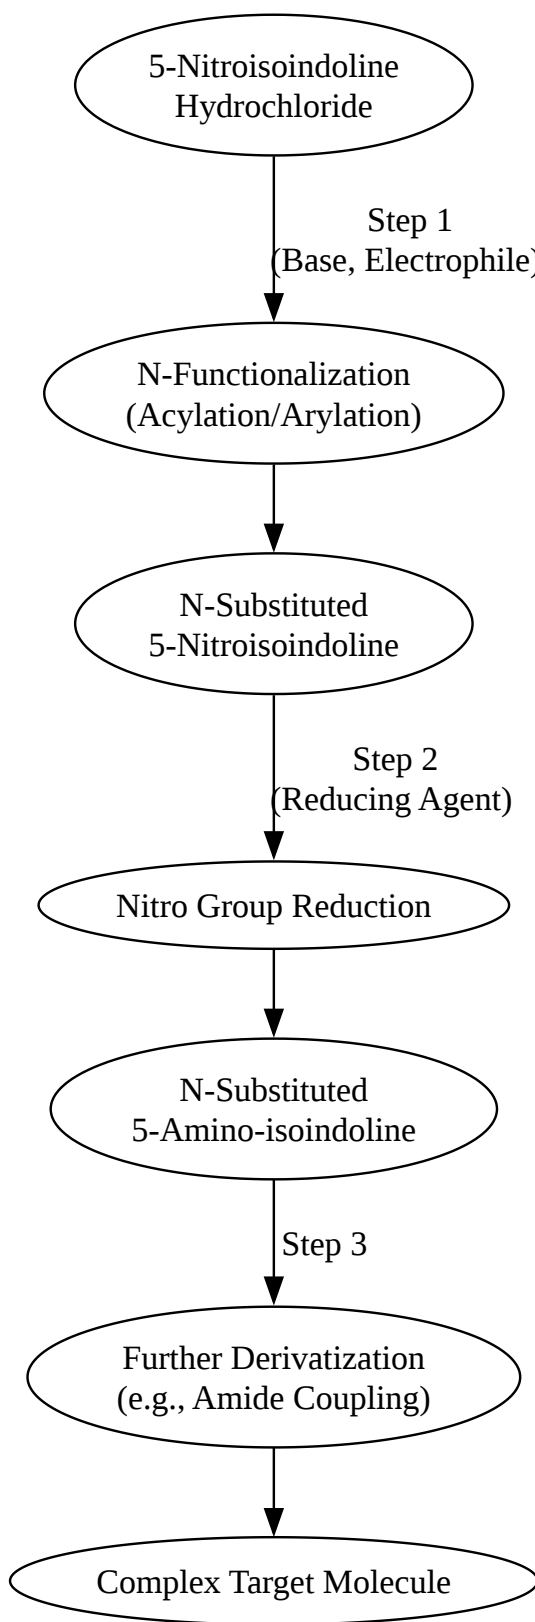 5-Nitroisoindoline
Hydrochloride
Step 1
(Base, Electrophile)
N-Functionalization
(Acylation/Arylation)
N-Substituted
5-Nitroisoindoline
Step 2
(Reducing Agent)
Nitro Group Reduction
N-Substituted
5-Amino-isoindoline
Step 3
Further Derivatization
(e.g., Amide Coupling)
Complex Target Molecule